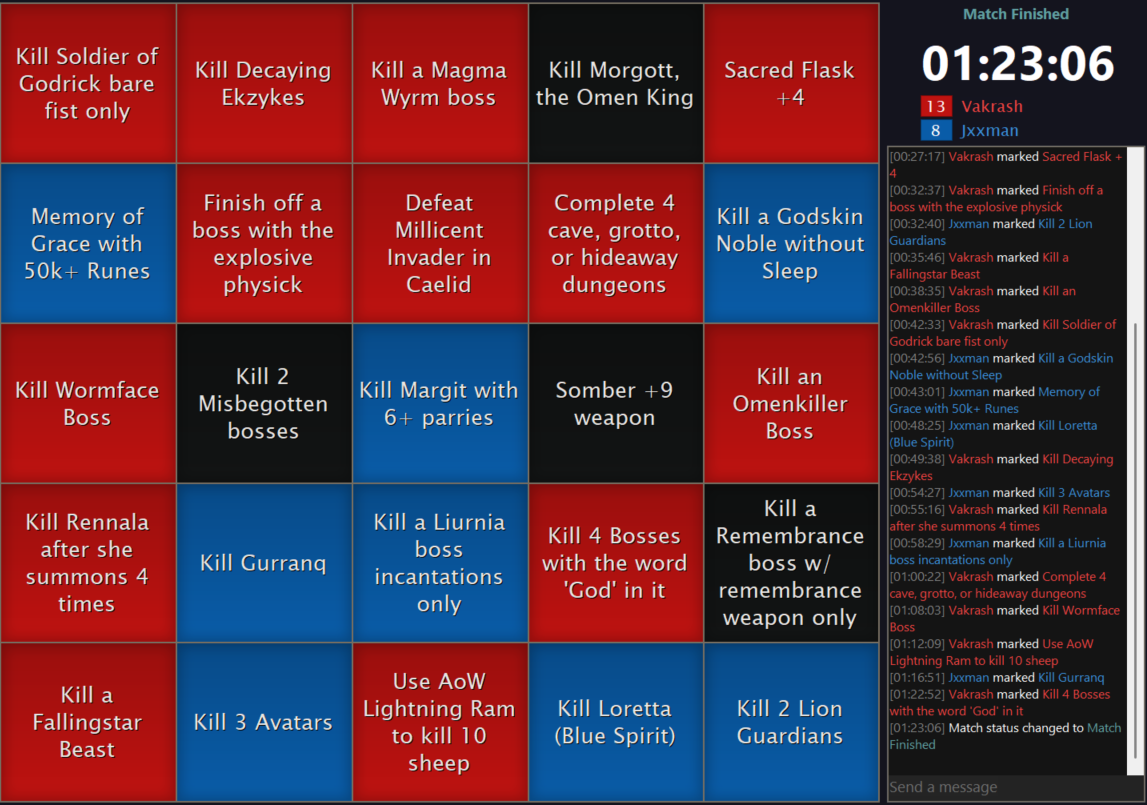 Kill Soldier of
Godrick bare
fist only
Kill Decaying
Ekzykes
Kill a Magma
Wyrm boss
Kill Morgott,
the Omen King
Sacred Flask
+4
Memory of
Grace with
50k+ Runes
Finish off a
boss with the
explosive
physick
Defeat
Millicent
Invader in
Caelid
Complete 4
cave, grotto,
or hideaway
dungeons
Kill a Godskin
Noble without
Sleep
Kill Wormface
Boss
Kill 2
Misbegotten
bosses
Kill Margit with
6+ parries
Somber +9
weapon
Kill an
Omenkiller
Boss
Kill Rennala
after she
summons 4
times
Kill Gurranq
Kill a Liurnia
boss
incantations
only
Kill 4 Bosses
with the word
'God' in it
Kill a
Remembrance
boss w/
remembrance
weapon only
Kill a
Fallingstar
Beast
Kill 3 Avatars
Use AoW
Lightning Ram
to kill 10
sheep
Kill Loretta
(Blue Spirit)
Kill 2 Lion
Guardians
Match Finished
01:23:06
13 Vakrash
8 Jxxman
[00:27:17] Vakrash marked Sacred Flask +
4
[00:32:37] Vakrash marked Finish off a
boss with the explosive physick
[00:32:40] Jxxman marked Kill 2 Lion
Guardians
[00:35:46] Vakrash marked Kill a
Fallingstar Beast
[00:38:35] Vakrash marked Kill an
Omenkiller Boss
[00:42:33] Vakrash marked Kill Soldier of
Godrick bare fist only
[00:42:56] Jxxman marked Kill a Godskin
Noble without Sleep
[00:43:01] Jxxman marked Memory of
Grace with 50k+ Runes
[00:48:25] Jxxman marked Kill Loretta
(Blue Spirit)
[00:49:38] Vakrash marked Kill Decaying
Ekzykes
[00:54:27] Jxxman marked Kill 3 Avatars
[00:55:16] Vakrash marked Kill Rennala
after she summons 4 times
[00:58:29] Jxxman marked Kill a Liurnia
boss incantations only
[01:00:22] Vakrash marked Complete 4
cave, grotto, or hideaway dungeons
[01:08:03] Vakrash marked Kill Wormface
Boss
[01:12:09] Vakrash marked Use AoW
Lightning Ram to kill 10 sheep
[01:16:51] Jxxman marked Kill Gurranq
[01:22:52] Vakrash marked Kill 4 Bosses
with the word 'God' in it
[01:23:06] Match status changed to Match
Finished
Send a message